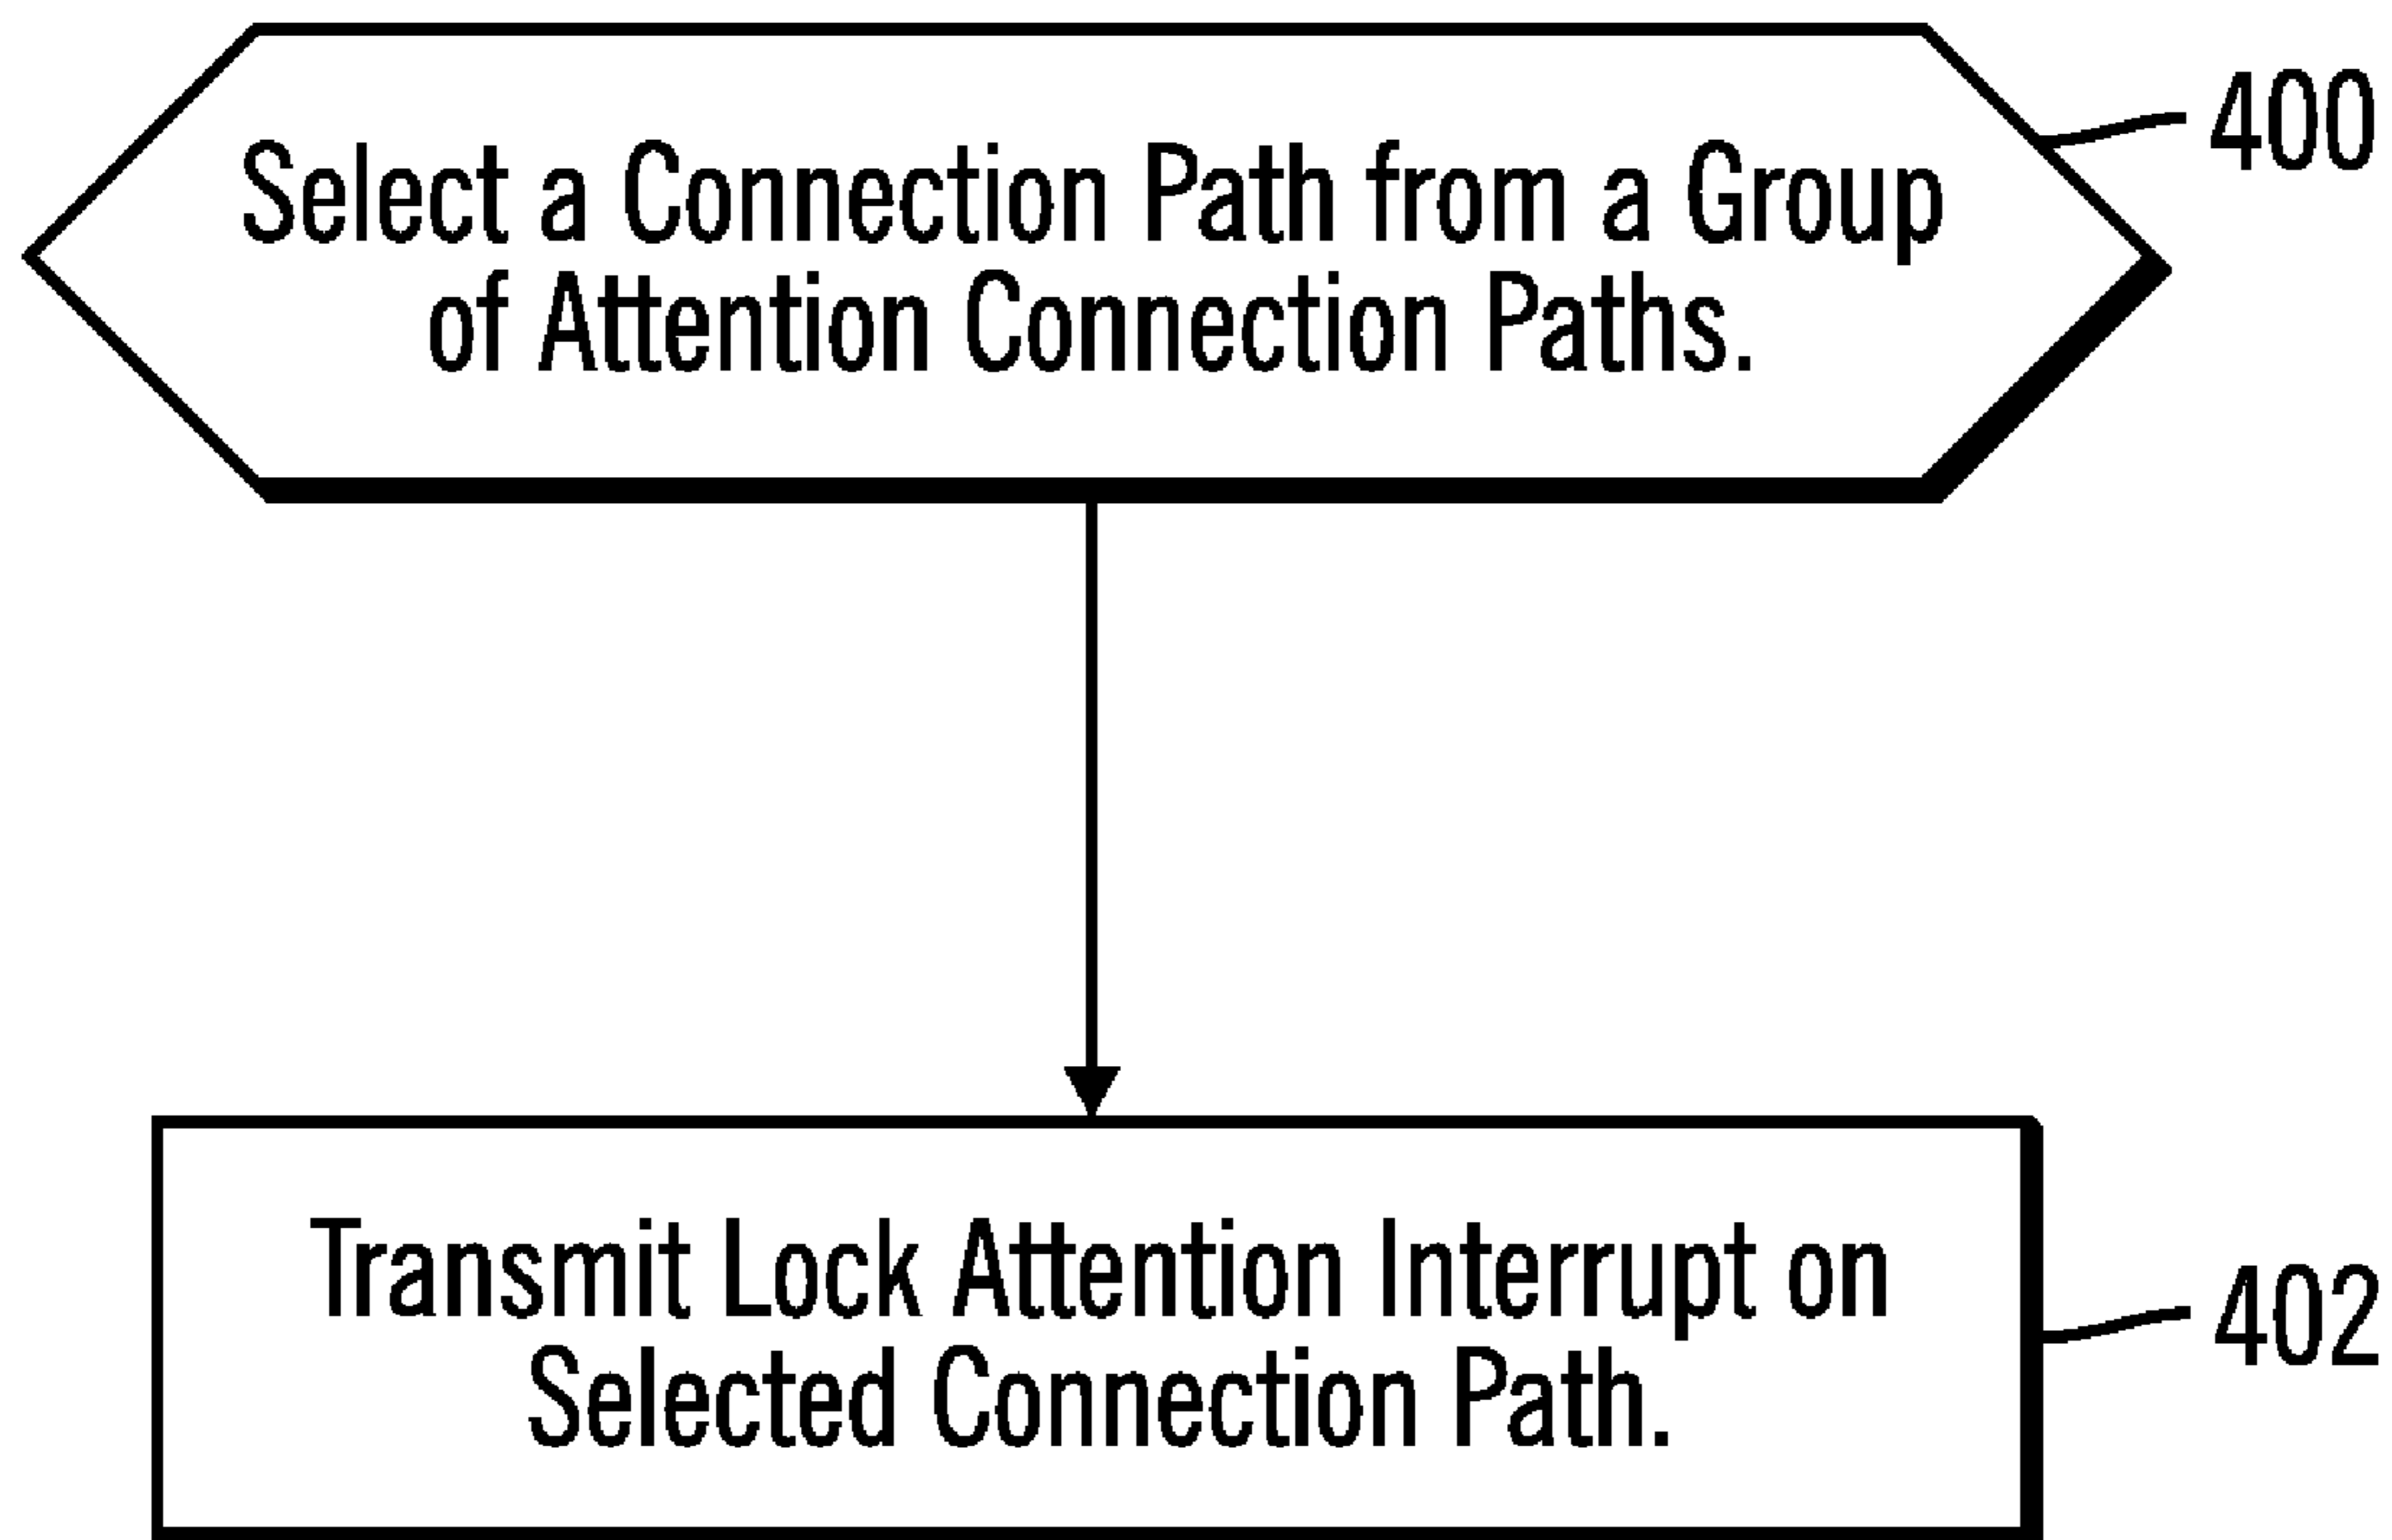 Select a Connection Path from a Group
of Attention Connection Paths.
400
Transmit Lock Attention Interrupt on
Selected Connection Path.
402